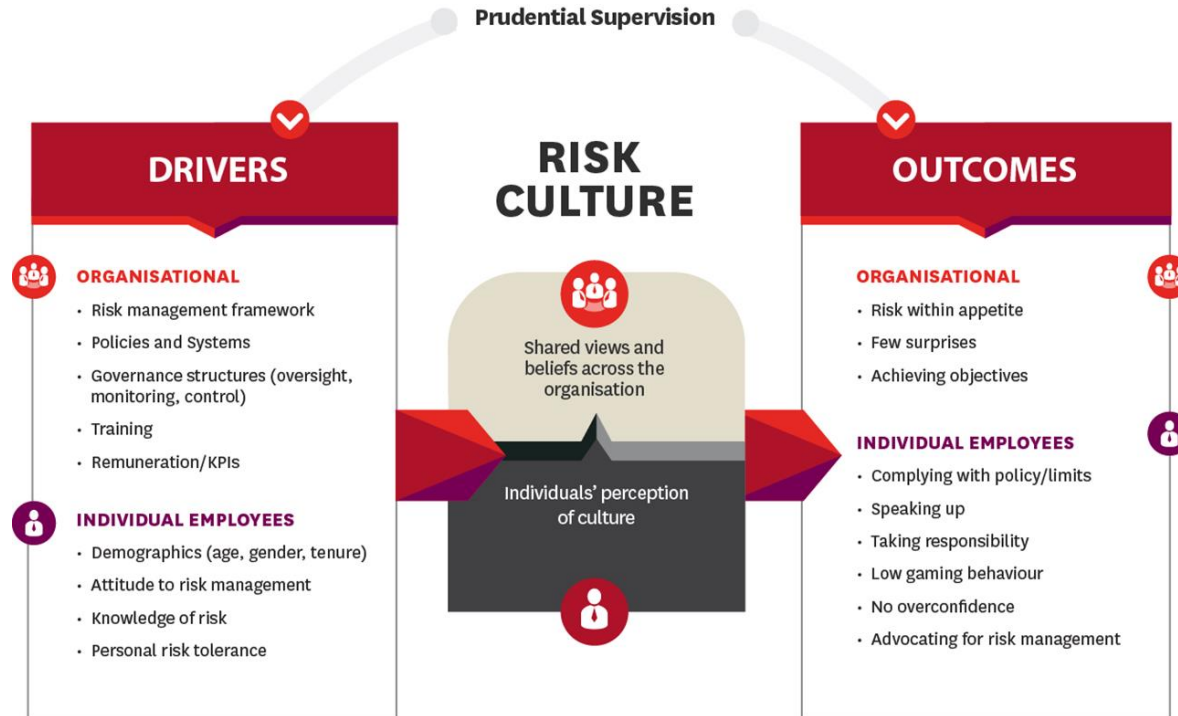 Prudential Supervision
DRIVERS
ORGANISATIONAL
• Risk management framework
• Policies and Systems
• Governance structures (oversight,
monitoring, control)
• Training
• Remuneration/KPIs
INDIVIDUAL EMPLOYEES
• Demographics (age, gender, tenure)
• Attitude to risk management
• Knowledge of risk
• Personal risk tolerance
RISK
CULTURE
Shared views and
beliefs across the
organisation
Individuals’ perception
of culture
OUTCOMES
ORGANISATIONAL
• Risk within appetite
• Few surprises
• Achieving objectives
INDIVIDUAL EMPLOYEES
• Complying with policy/limits
• Speaking up
• Taking responsibility
• Low gaming behaviour
• No overconfidence
• Advocating for risk management